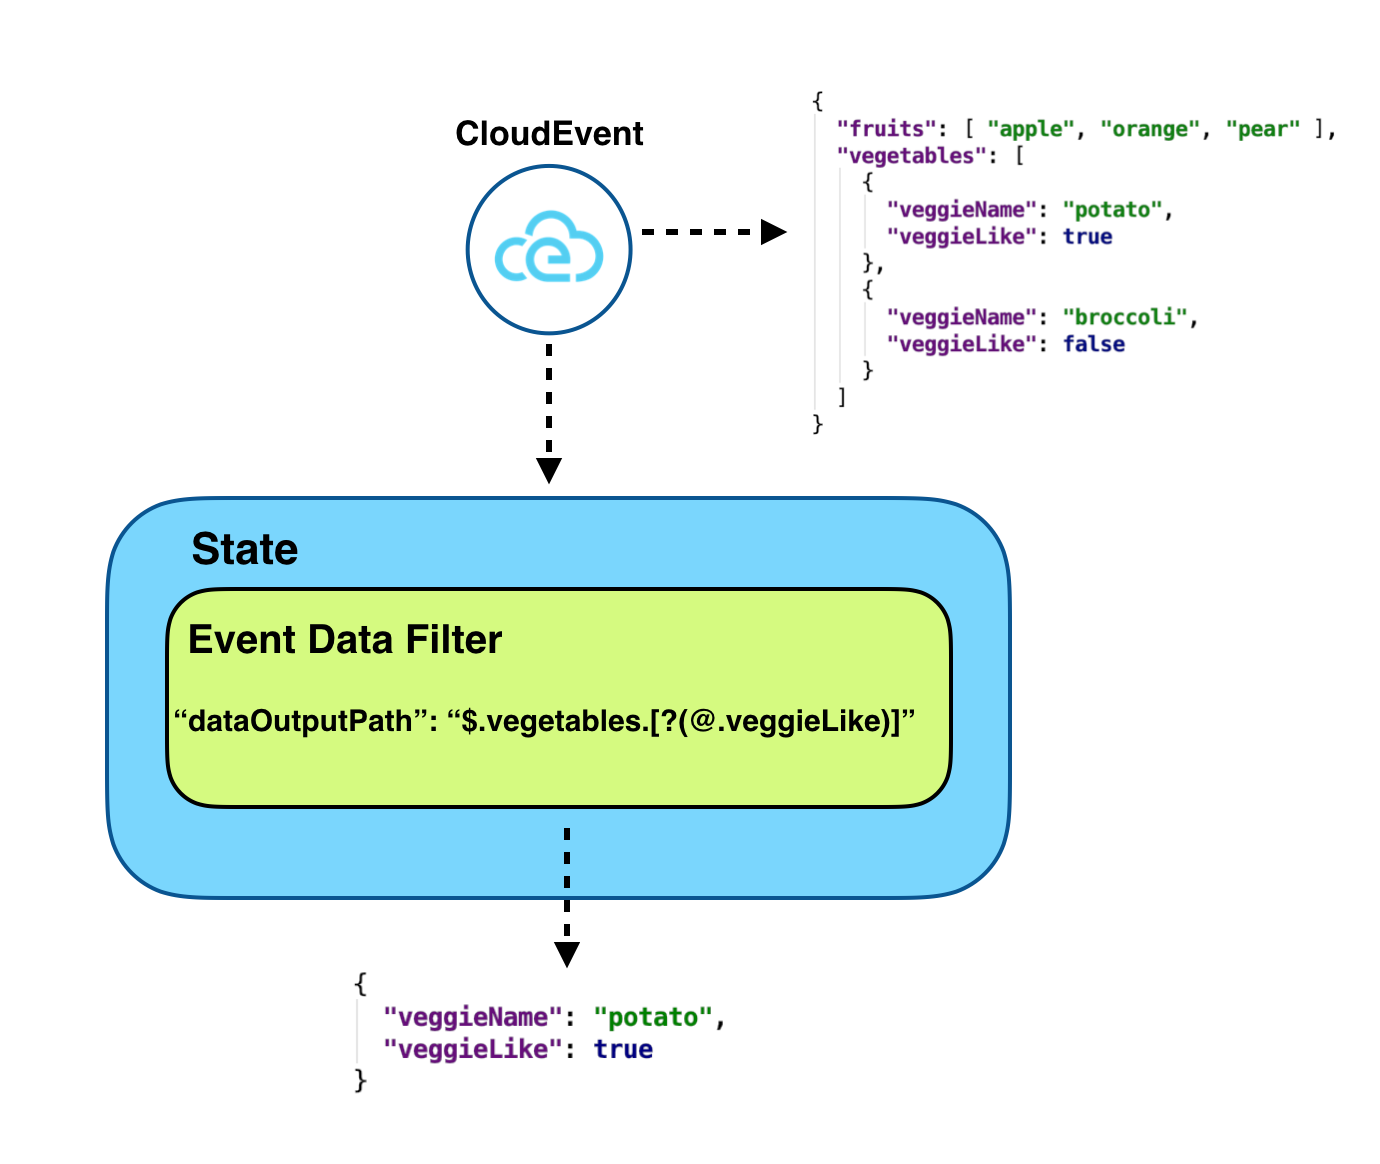 CloudEvent
{
"fruits": [ "apple", "orange", "pear" ],
"vegetables": [
{
"veggieName": "potato",
"veggieLike": true
},
{
"veggieName": "broccoli",
"veggieLike": false
}
]
}
State
Event Data Filter
“dataOutputPath”: “$.vegetables.[?(@.veggieLike)]”
{
"veggieName": "potato",
"veggieLike": true
}